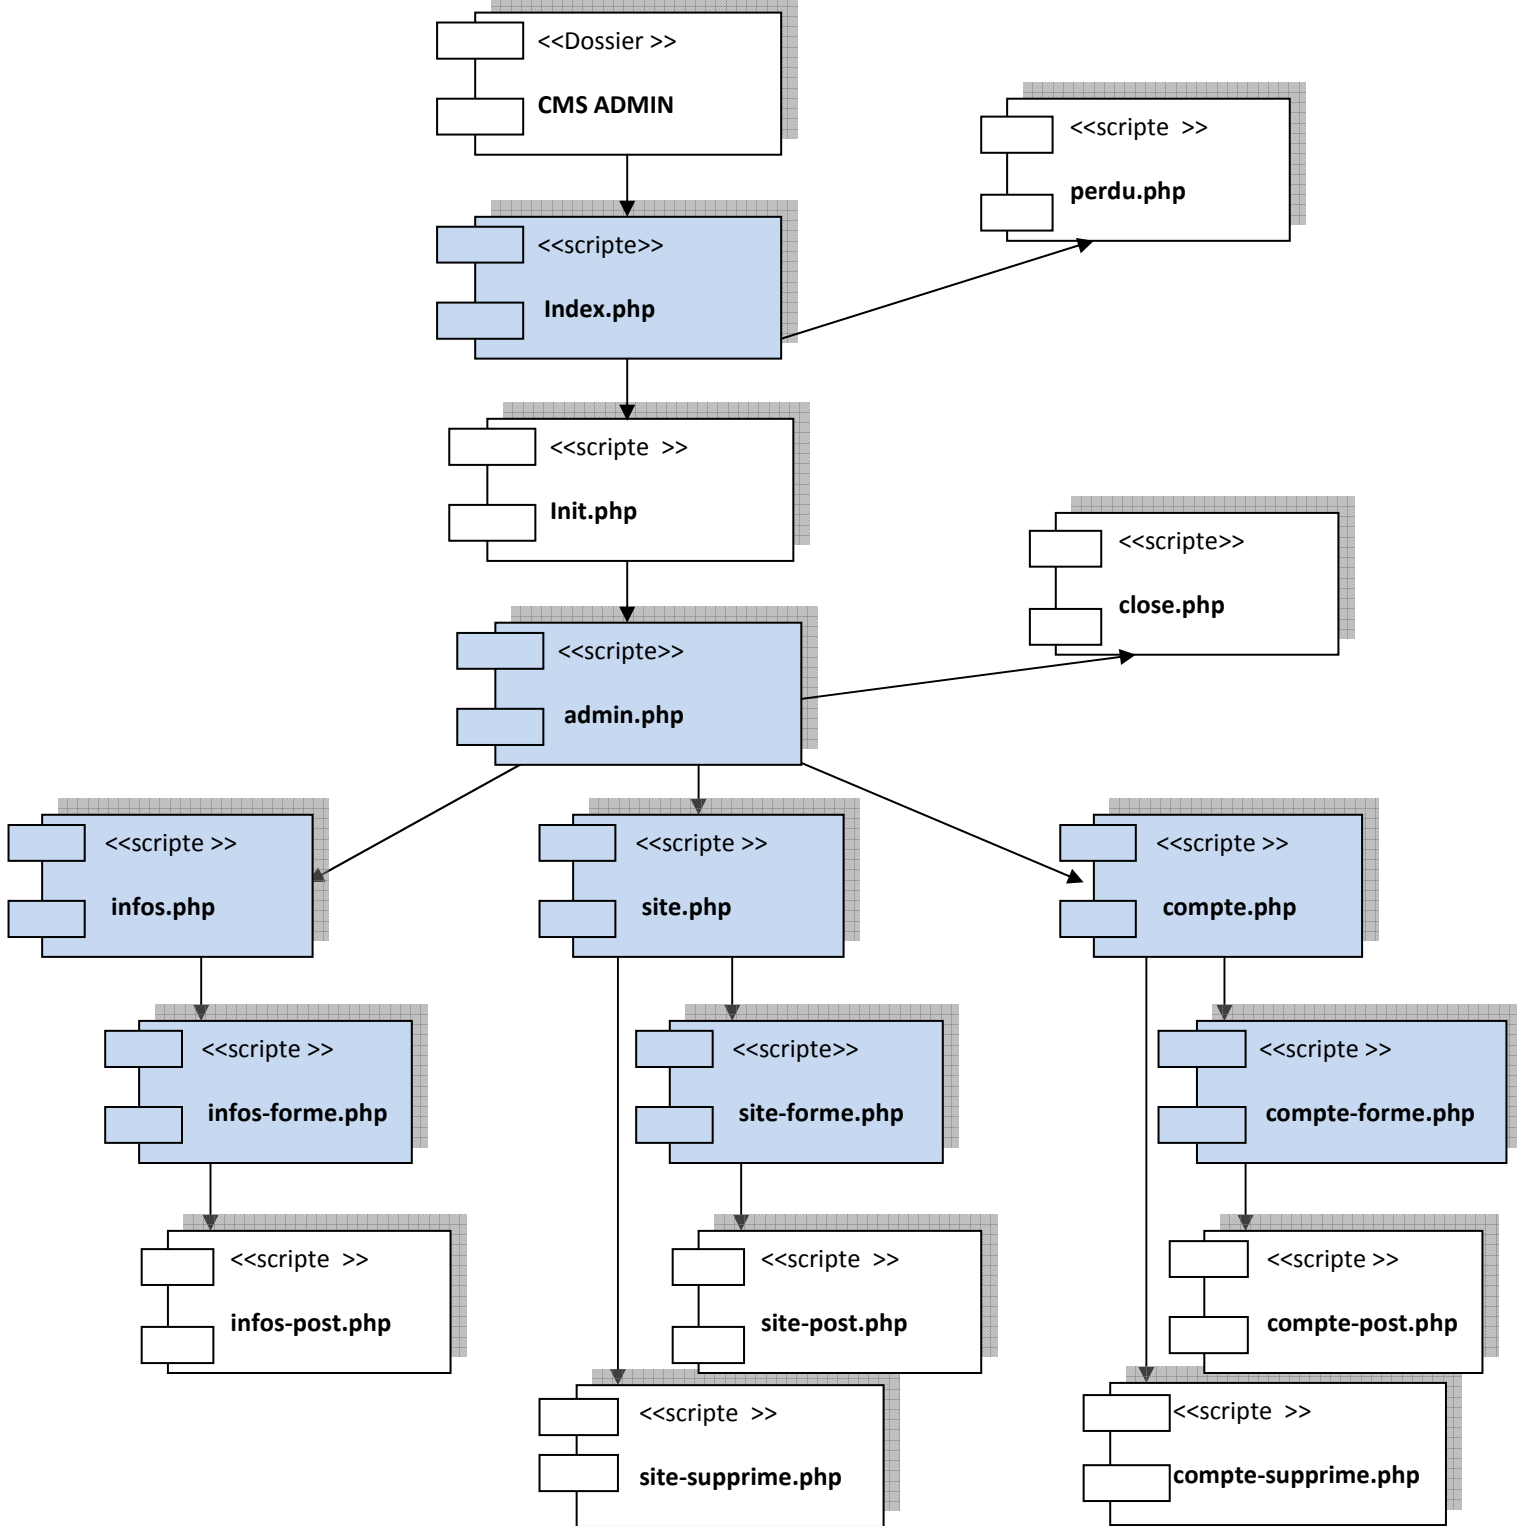 <<Dossier >>
CMS ADMIN
<<scripte  >>
perdu.php
<<scripte>>
Index.php
<<scripte  >>
Init.php
<<scripte>>
close.php
<<scripte>>
admin.php
<<scripte >>
infos.php
<<scripte >>
site.php
<<scripte >>
compte.php
<<scripte >>
infos-forme.php
<<scripte>>
site-forme.php
<<scripte >>
compte-forme.php
<<scripte  >>
infos-post.php
<<scripte  >>
site-post.php
<<scripte >>
compte-post.php
<<scripte  >>
site-supprime.php
<<scripte  >>
compte-supprime.php